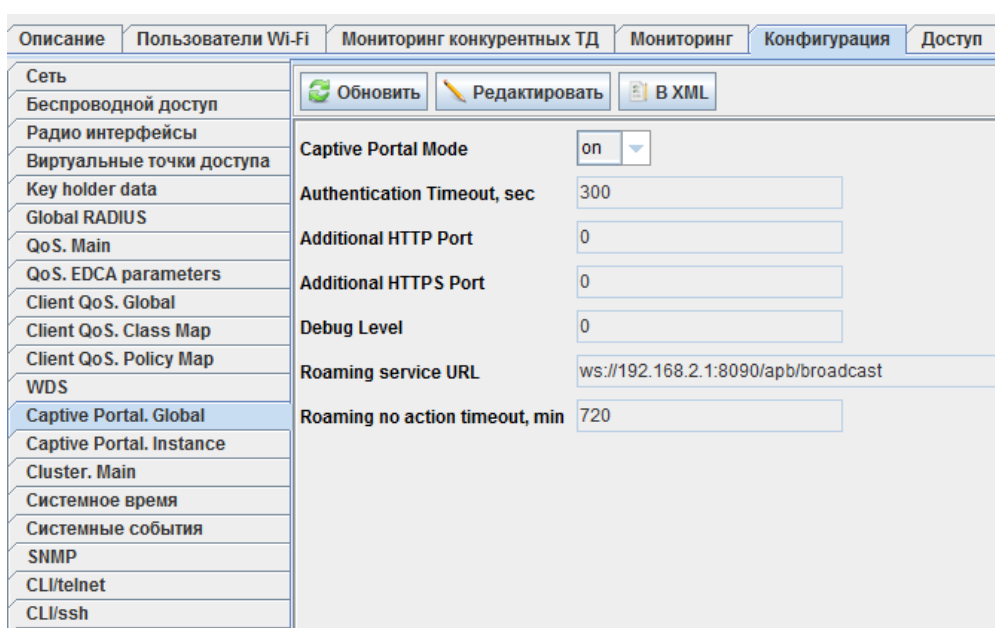 Описание Пользователи Wi-Fi Мониторинг конкурентных ТД Мониторинг Конфигурация Доступ
Сеть
Беспроводной доступ
Радио интерфейсы
Виртуальные точки доступа
Key holder data
Global RADIUS
QoS. Main
QoS. EDCA parameters
Client QoS. Global
Client QoS. Class Map
Client QoS. Policy Map
WDS
Captive Portal. Global
Captive Portal. Instance
Cluster. Main
Системное время
Системные события
SNMP
CLI/telnet
CLI/ssh
Обновить Редактировать В XML
Captive Portal Mode on
Authentication Timeout, sec 300
Additional HTTP Port 0
Additional HTTPS Port 0
Debug Level 0
Roaming service URL ws://192.168.2.1:8090/apb/broadcast
Roaming no action timeout, min 720